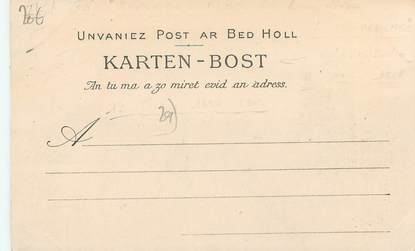 UNVANIEZ POST AR BED HOLL
KARTEN-BOST
An tu ma a zo miret evid an adress.
A